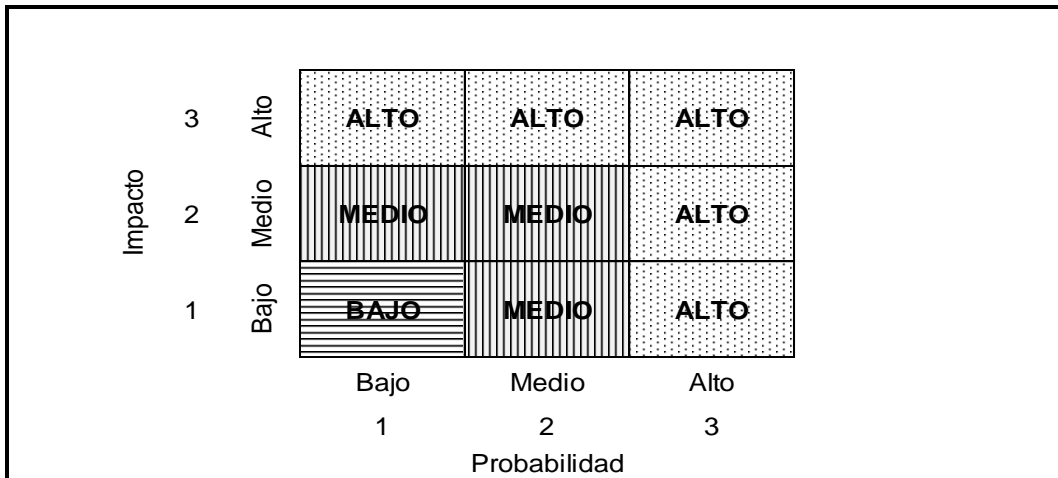 Impacto
3 Alto ALTO ALTO ALTO
2 Medio MEDIO MEDIO ALTO
1 Bajo BAJO MEDIO ALTO
Bajo Medio Alto
1 2 3
Probabilidad